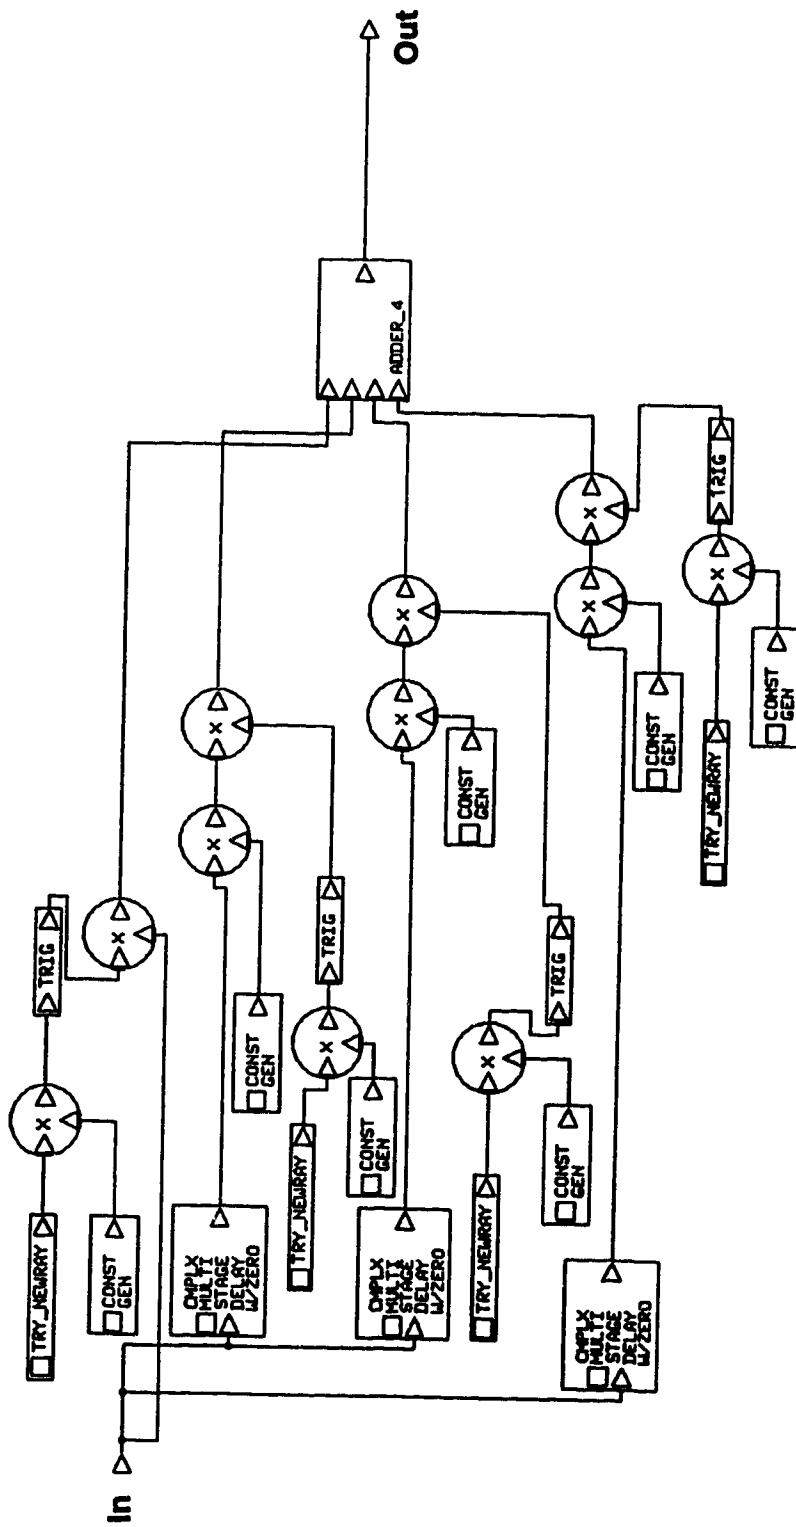 In
TRY_NEWRAY
CONST
GEN
X
TRIG
X
CMPLX
MULTI
STAGE
DELAY
W/ZERO
CONST
GEN
X
X
TRY_NEWRAY
CONST
GEN
X
TRIG
CMPLX
MULTI
STAGE
DELAY
W/ZERO
CONST
GEN
X
X
TRY_NEWRAY
CONST
GEN
X
TRIG
CMPLX
MULTI
STAGE
DELAY
W/ZERO
CONST
GEN
X
X
TRY_NEWRAY
CONST
GEN
X
TRIG
ADDER_4
Out